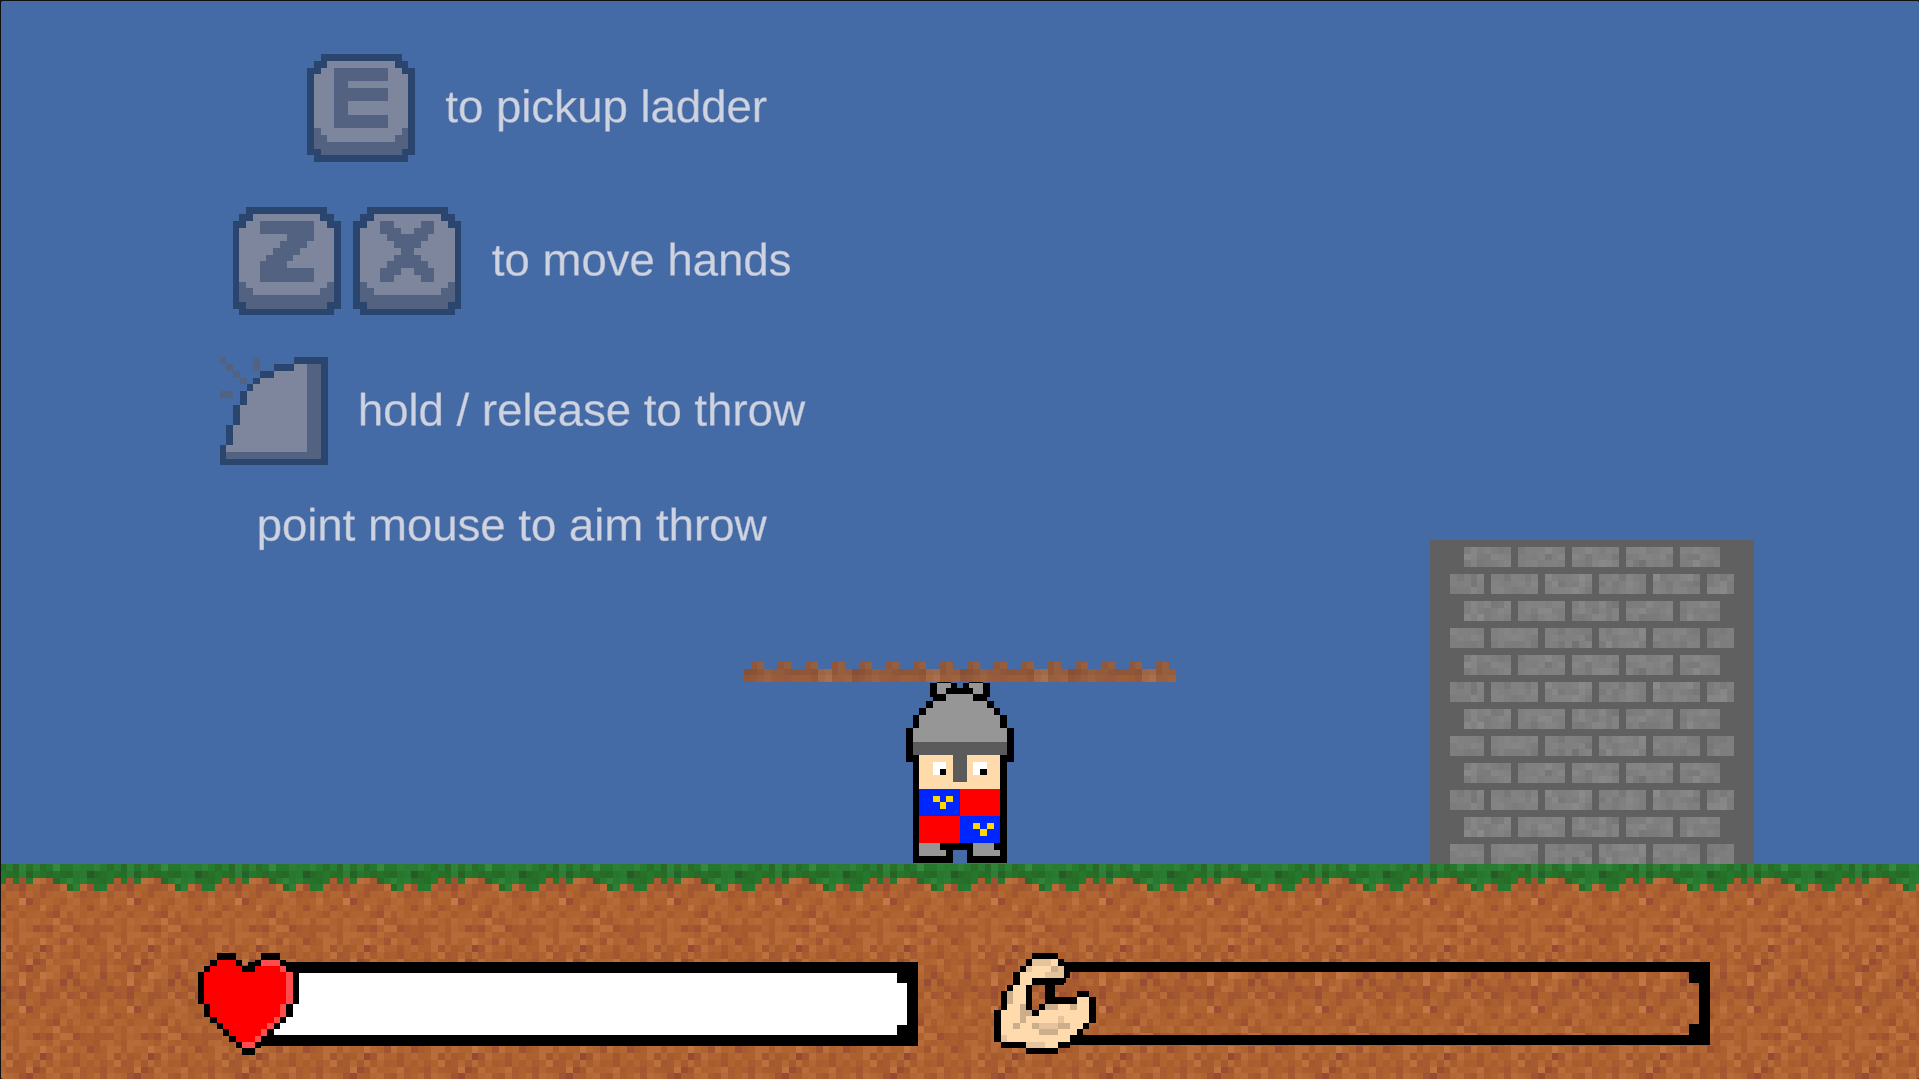 E to pickup ladder
Z X to move hands
hold / release to throw
point mouse to aim throw